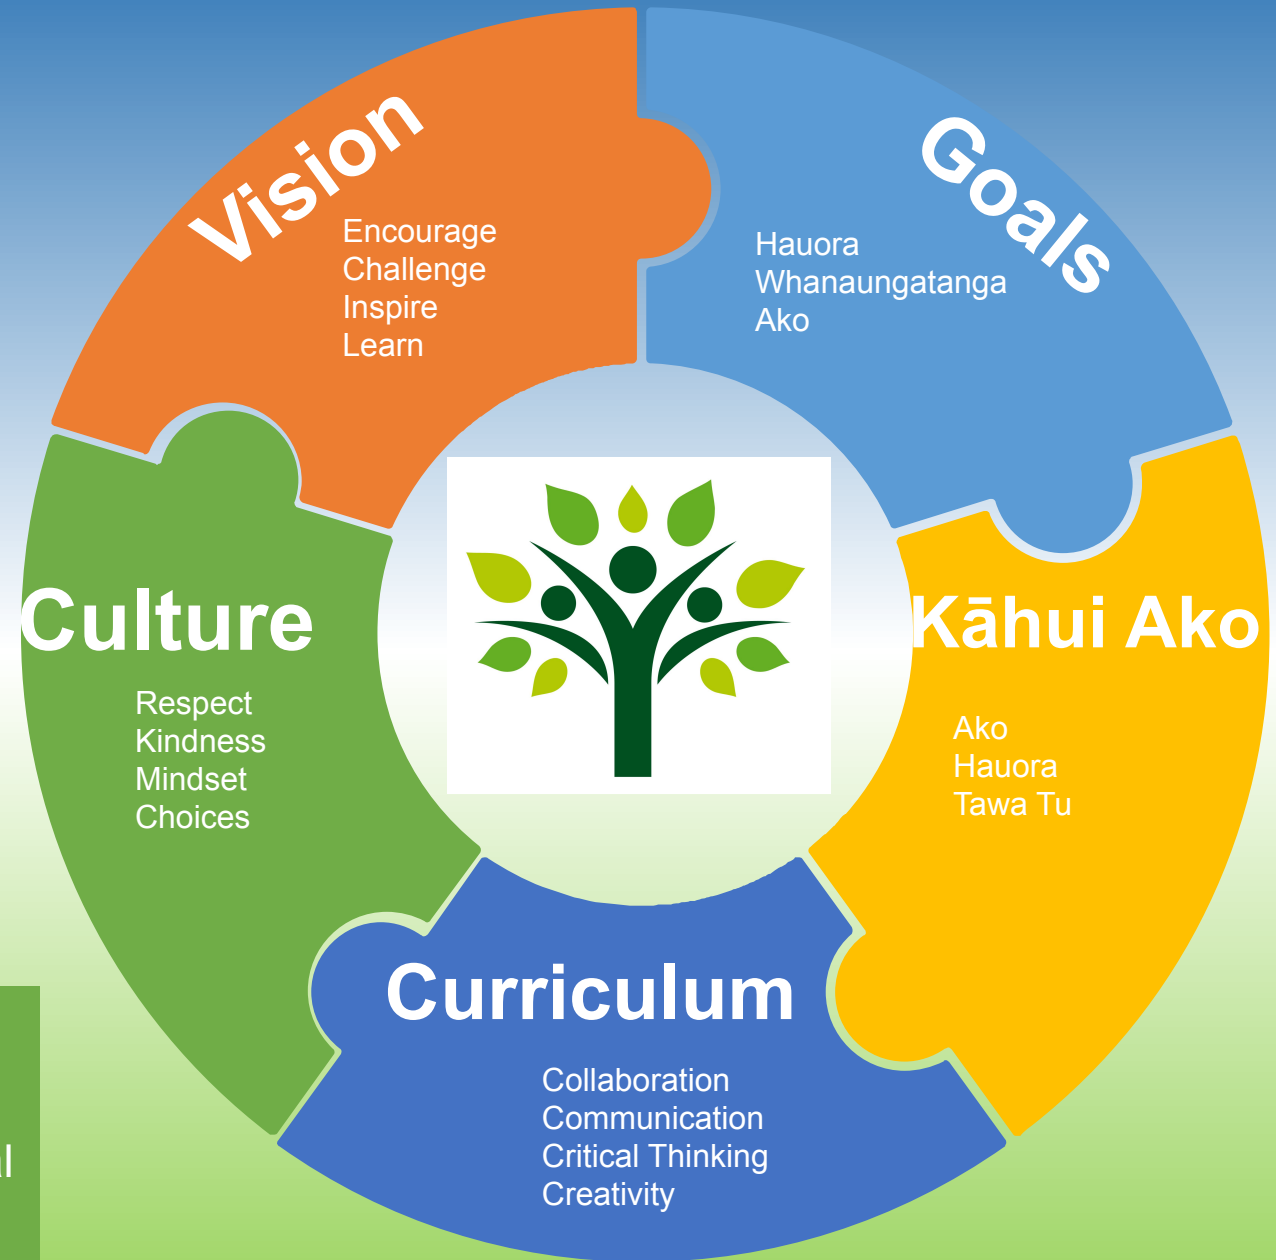 Vision
Encourage
Challenge
Inspire
Learn
Goals
Hauora
Whanaungatanga
Ako
Culture
Respect
Kindness
Mindset
Choices
Kāhui Ako
Ako
Hauora
Tawa Tu
Curriculum
Collaboration
Communication
Critical Thinking
Creativity